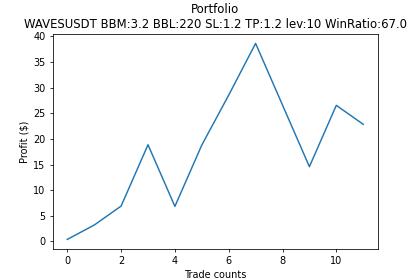 Portfolio
WAVESUSDT BBM:3.2 BBL:220 SL:1.2 TP:1.2 lev:10 WinRatio:67.0
40
35
30
25
20
15
10
5
0
Profit ($)
0 2 4 6 8 10
Trade counts